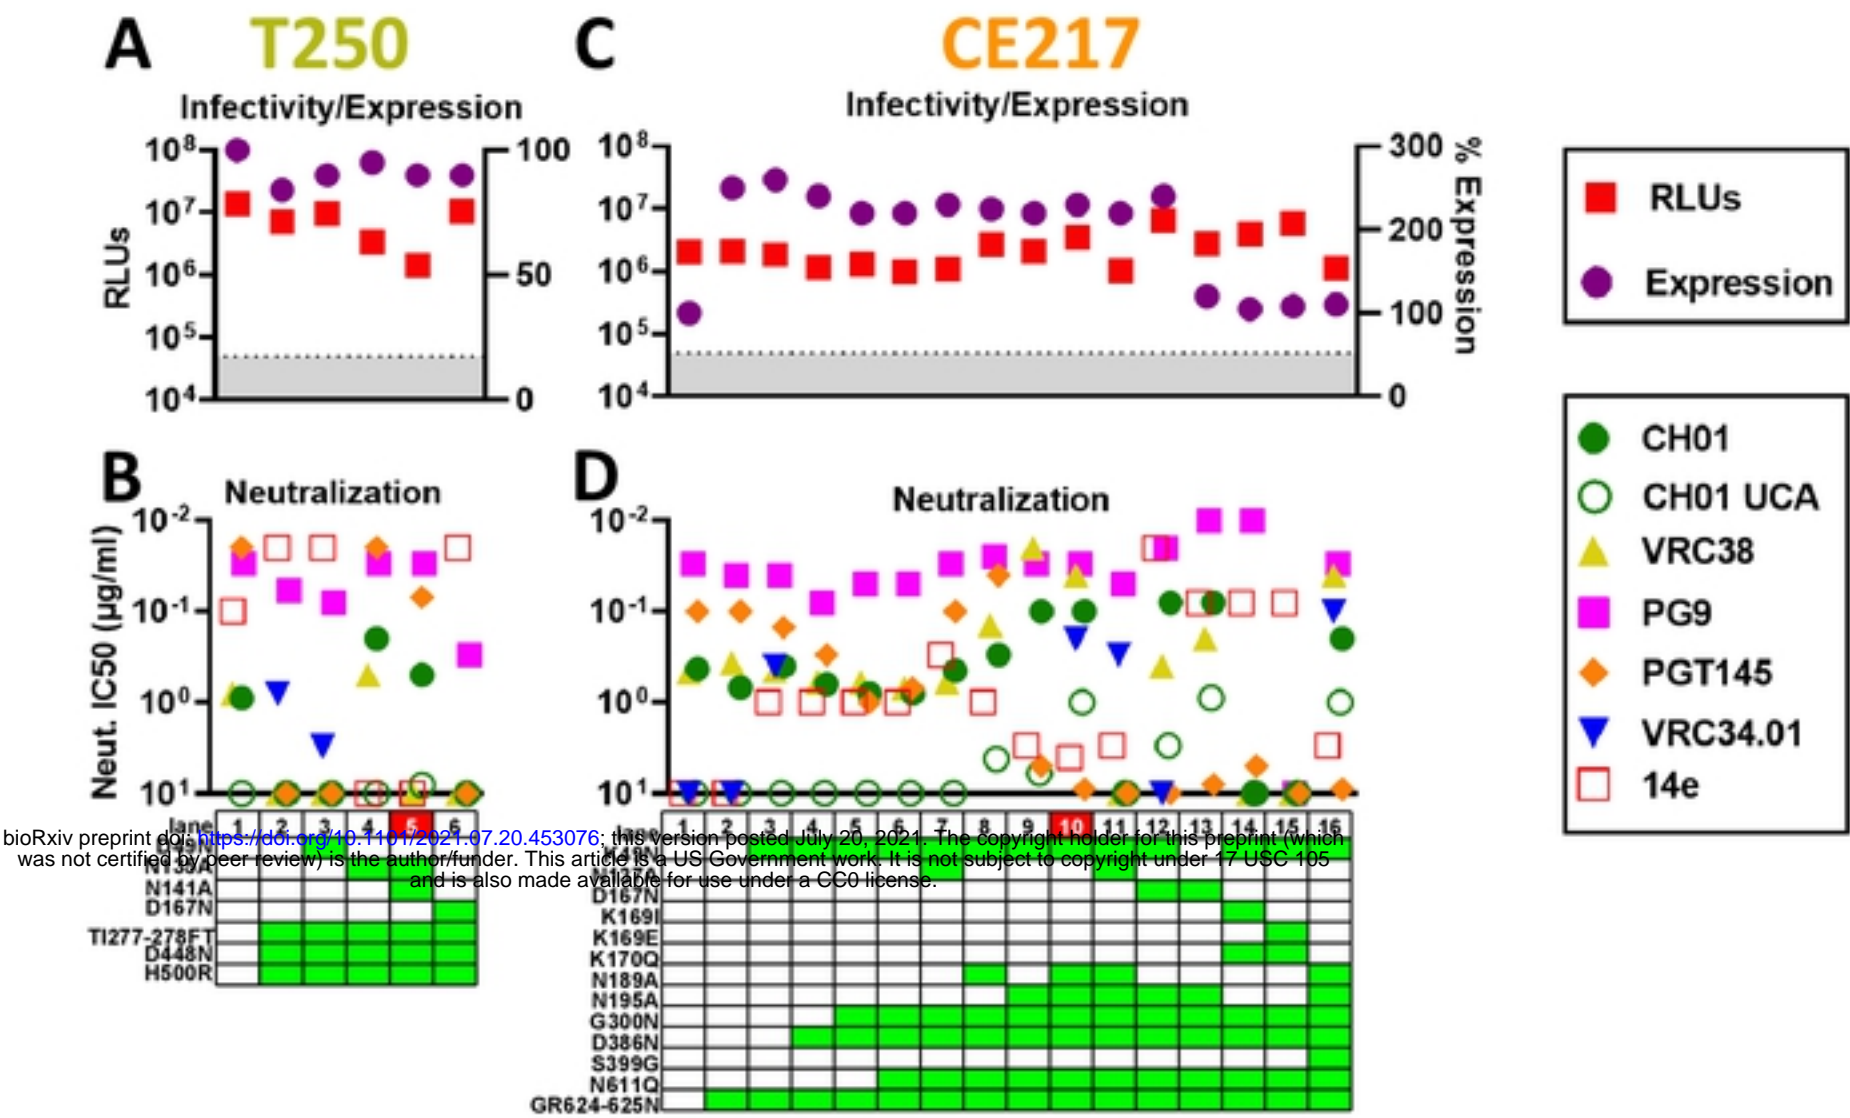 A T250 C CE217
Infectivity/Expression
Infectivity/Expression
10^8 100
10^7
10^6 50
10^5
10^4 0
RLUs
10^8 300
10^7
200
10^6
100
10^5
10^4 0
% Expression
RLUs
Expression
B Neutralization
D Neutralization
Neut. IC50 (µg/ml)
10^-2
10^-1
10^0
10^1
10^-2
10^-1
10^0
10^1
CH01
CH01 UCA
VRC38
PG9
PGT145
VRC34.01
14e
lane 1 2 3 4 5 6
1 2 3 4 5 6 7 8 9 10 11 12 13 14 15 16
bioRxiv preprint doi: https://doi.org/10.1101/2021.07.20.453076; this version posted July 20, 2021. The copyright holder for this preprint (which
was not certified by peer review) is the author/funder. This article is a US Government work. It is not subject to copyright under 17 USC 105
and is also made available for use under a CC0 license.
N141A
D167N
TI277-278FT
D448N
H500R
D167N
K169I
K169E
K170Q
N189A
N195A
G300N
D386N
S399G
N611Q
GR624-625N